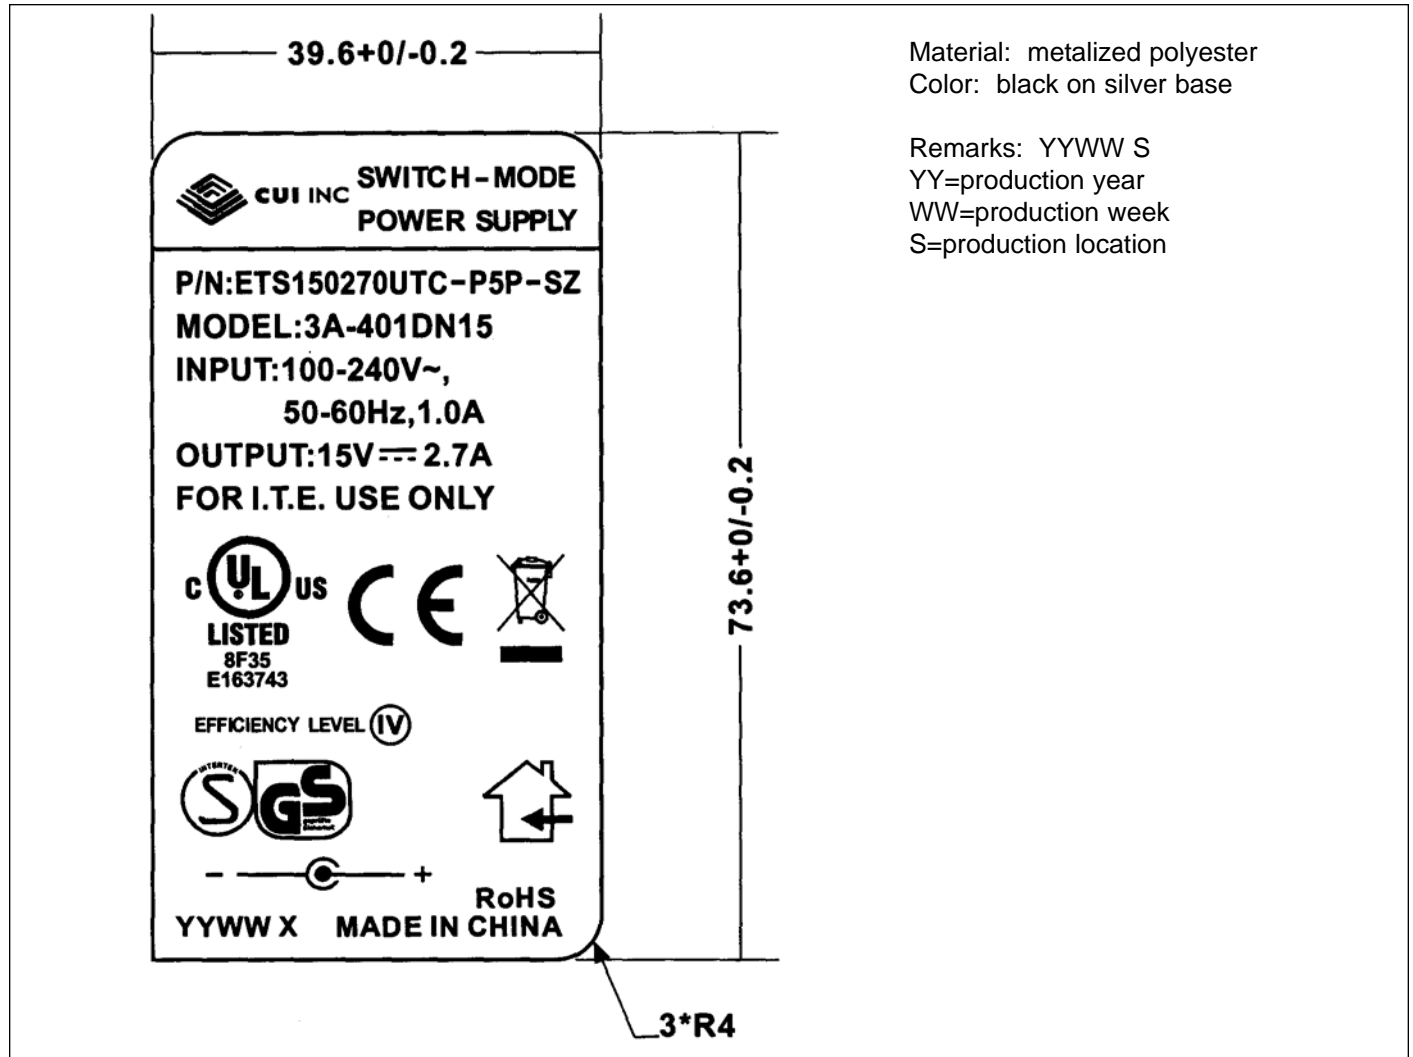 39.6+0/-0.2
Material: metalized polyester
Color: black on silver base
Remarks: YYWW S
YY=production year
WW=production week
S=production location
CUI INC
SWITCH-MODE
POWER SUPPLY
P/N:ETS150270UTC-P5P-SZ
MODEL:3A-401DN15
INPUT:100-240V~,
50-60Hz,1.0A
OUTPUT:15V⎓2.7A
FOR I.T.E. USE ONLY
73.6+0/-0.2
C UL US
LISTED
8F35
E163743
CE
EFFICIENCY LEVEL IV
INTERTEK
S
GS
geprüfte
Sicherheit
- +
RoHS
YYWW X MADE IN CHINA
3*R4